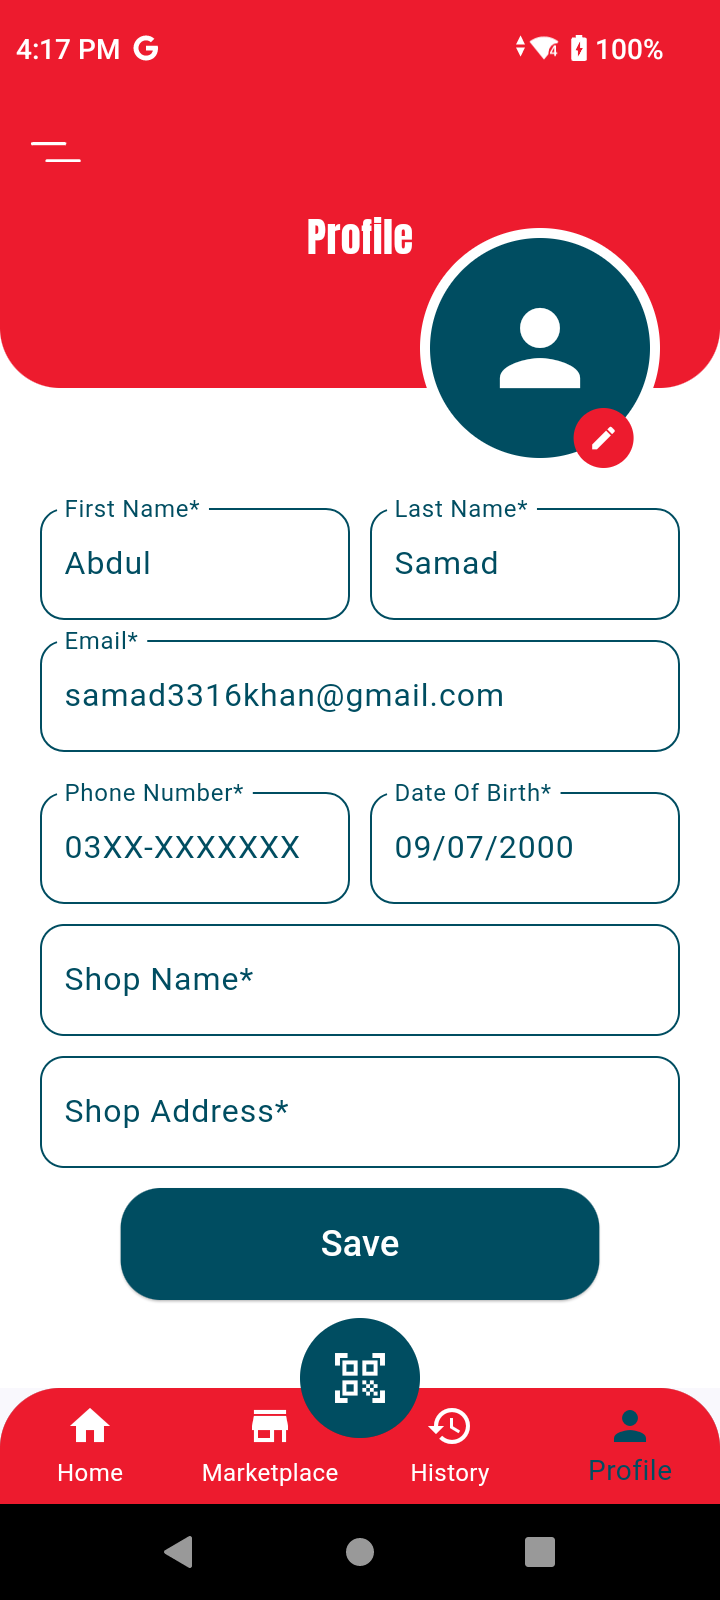 4:17 PM G 4 100%
Profile
First Name* Last Name*
Abdul Samad
Email*
samad3316khan@gmail.com
Phone Number* Date Of Birth*
03XX-XXXXXXX 09/07/2000
Shop Name*
Shop Address*
Save
Home Marketplace History Profile